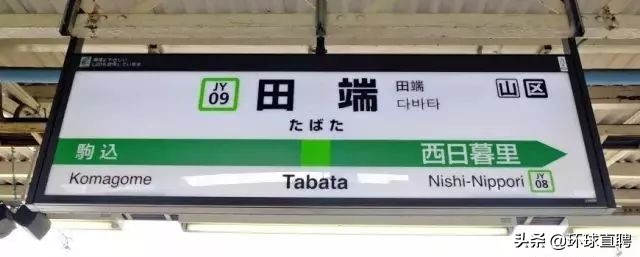 JY
09
田端
たばた
田端
다바타
山 区
駒込
西日暮里
Komagome
Tabata
Nishi-Nippori
JY
08
头条 @环球直聘